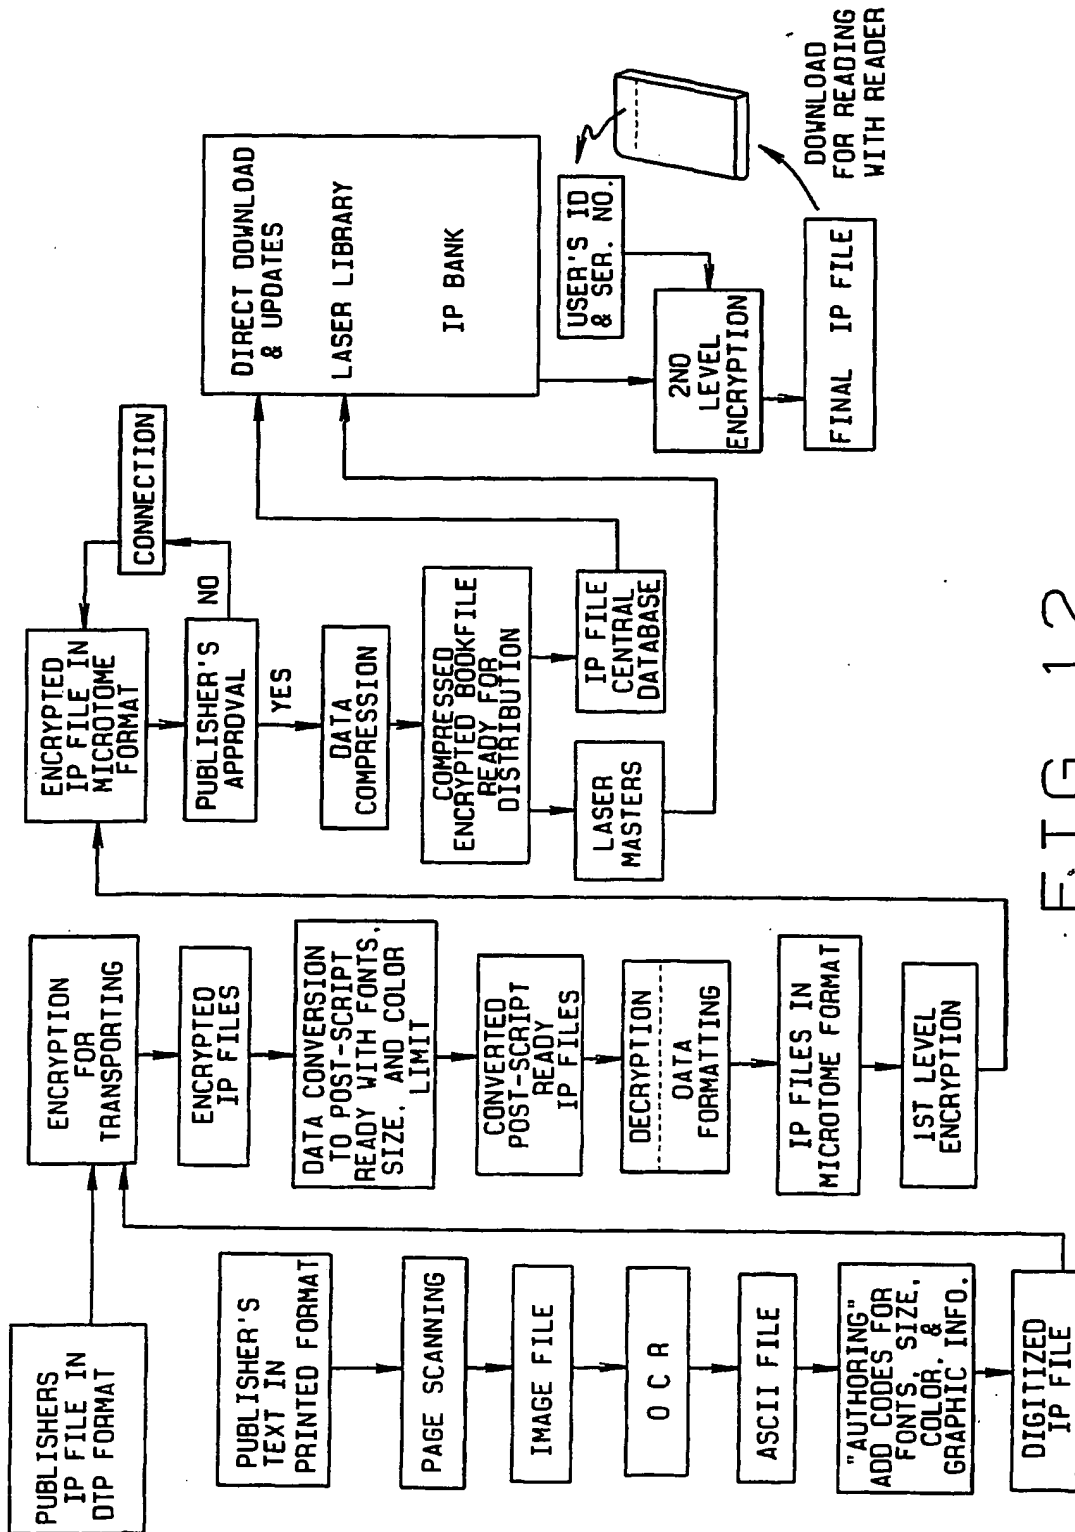 PUBLISHERS
IP FILE IN
DTP FORMAT
PUBLISHER'S
TEXT IN
PRINTED FORMAT
PAGE SCANNING
IMAGE FILE
O C R
ASCII FILE
"AUTHORING"
ADD CODES FOR
FONTS, SIZE,
COLOR, &
GRAPHIC INFO.
DIGITIZED
IP FILE
ENCRYPTION
FOR
TRANSPORTING
ENCRYPTED
IP FILES
DATA CONVERSION
TO POST-SCRIPT
READY WITH FONTS,
SIZE, AND COLOR
LIMIT
CONVERTED
POST-SCRIPT
READY
IP FILES
DECRYPTION
DATA
FORMATTING
IP FILES IN
MICROTOME FORMAT
1ST LEVEL
ENCRYPTION
ENCRYPTED
IP FILE IN
MICROTOME
FORMAT
CONNECTION
PUBLISHER'S
APPROVAL
NO
YES
DATA
COMPRESSION
COMPRESSED
ENCRYPTED BOOKFILE
READY FOR
DISTRIBUTION
LASER
MASTERS
IP FILE
CENTRAL
DATABASE
DIRECT DOWNLOAD
& UPDATES
LASER LIBRARY
IP BANK
USER'S ID
& SER. NO.
2ND
LEVEL
ENCRYPTION
FINAL IP FILE
DOWNLOAD
FOR READING
WITH READER
FIG. 12